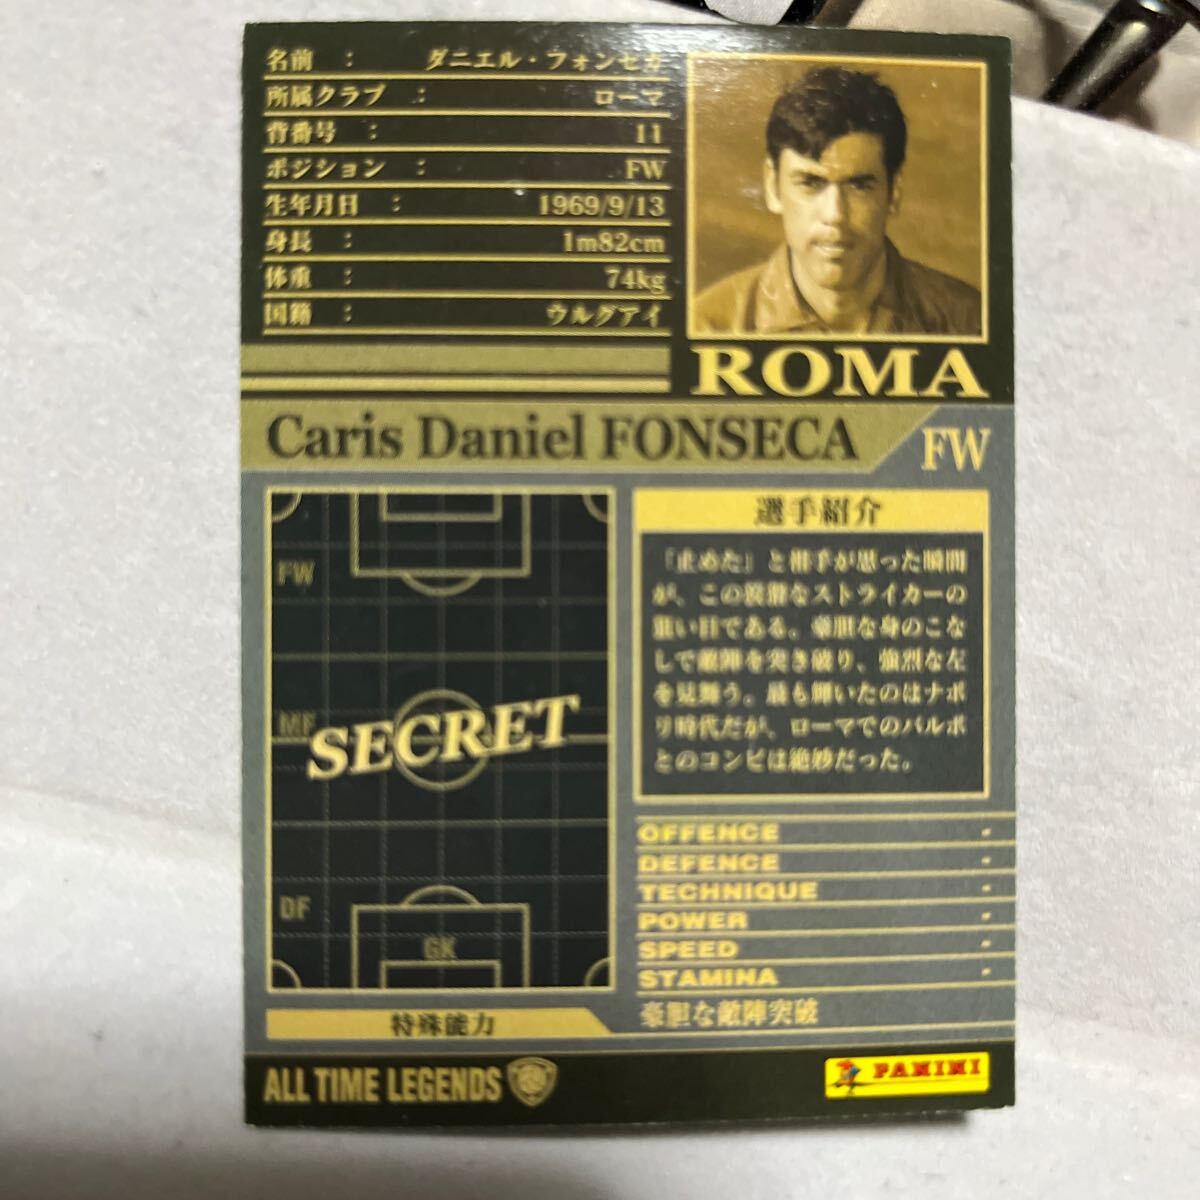 名前 : ダニエル・フォンセカ
所属クラブ : ローマ
背番号 : 11
ポジション : FW
生年月日 : 1969/9/13
身長 : 1m82cm
体重 : 74kg
国籍 : ウルグアイ
ROMA
Caris Daniel FONSECA
FW
FW
MF
SECRET
DF
GK
選手紹介
「止めた」と相手が思った瞬間
が、この狡猾なストライカーの
狙い目である。豪胆な身のこな
しで敵陣を突き破り、強烈な左
を見舞う。最も輝いたのはナポ
リ時代だが、ローマでのバルボ
とのコンビは絶妙だった。
OFFENCE -
DEFENCE -
TECHNIQUE -
POWER -
SPEED -
STAMINA -
特殊能力
豪胆な敵陣突破
ALL TIME LEGENDS
PANINI